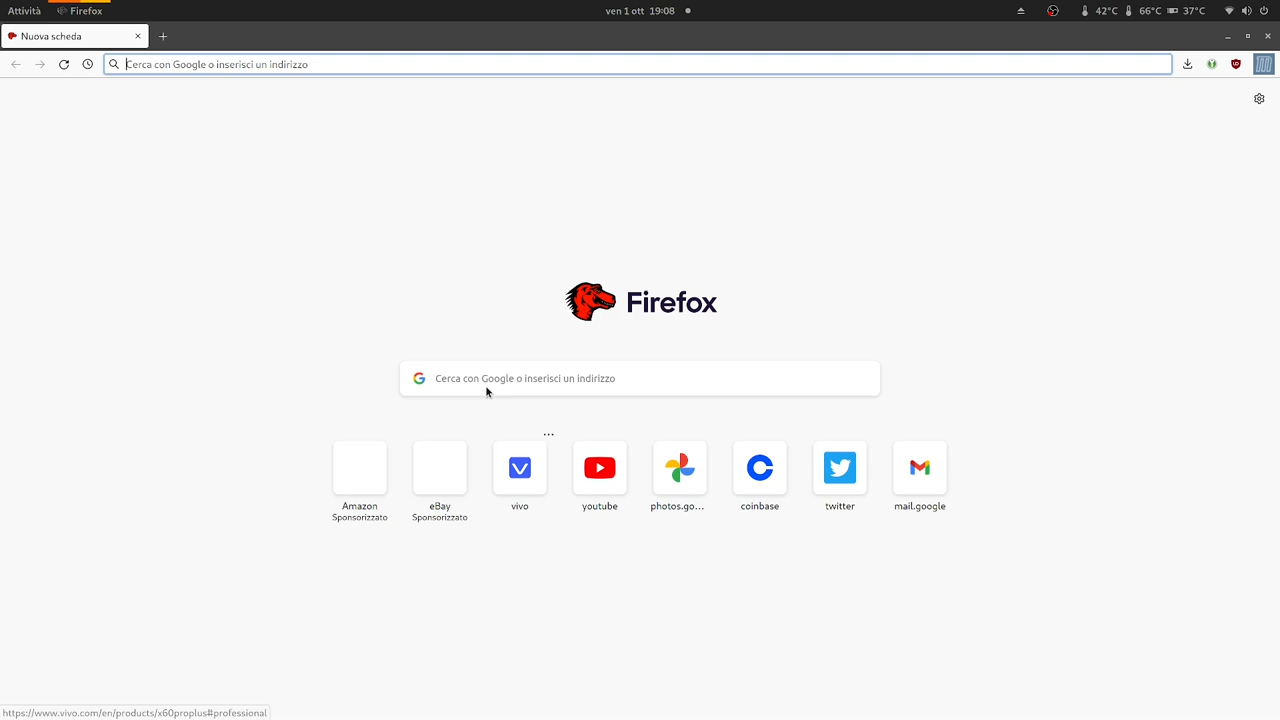 Attività
Firefox
ven 1 ott 19:08
42°C
66°C
37°C
Nuova scheda
Cerca con Google o inserisci un indirizzo
Firefox
Cerca con Google o inserisci un indirizzo
Amazon
Sponsorizzato
eBay
Sponsorizzato
vivo
youtube
photos.go...
coinbase
twitter
mail.google
https://www.vivo.com/en/products/x60proplus#professional